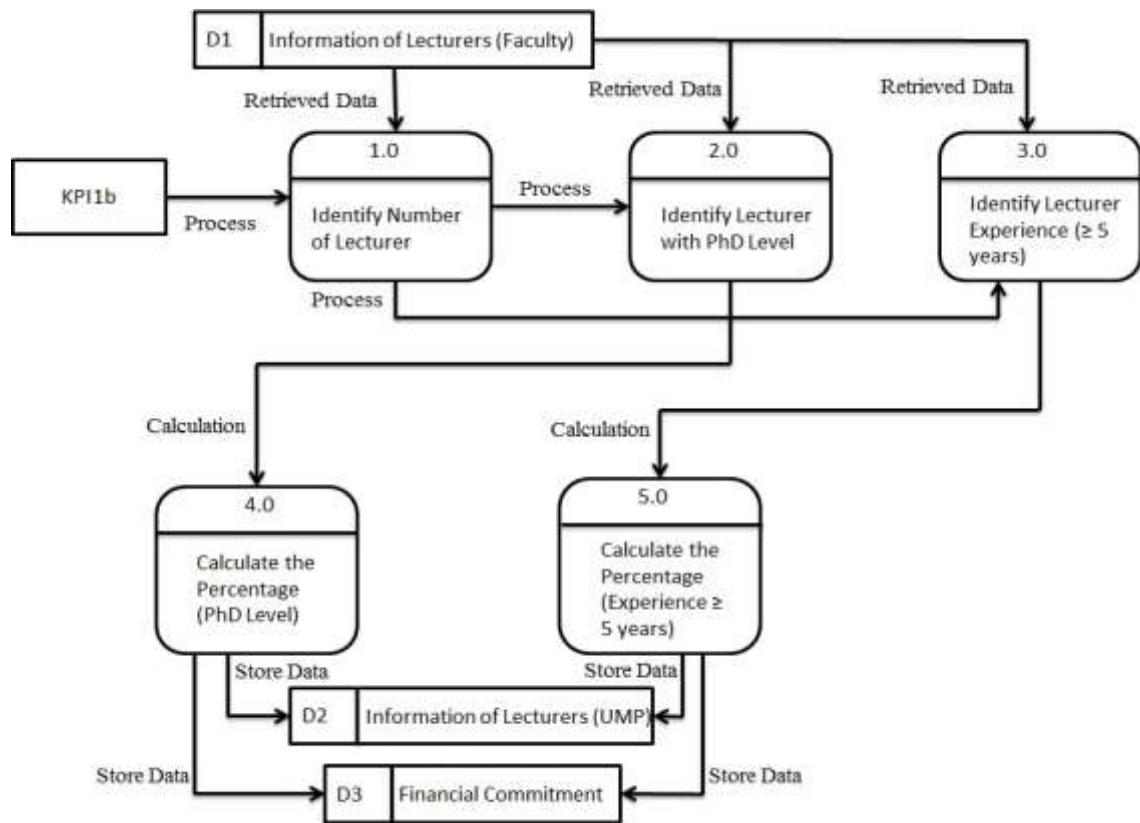 D1 Information of Lecturers (Faculty)
Retrieved Data
Retrieved Data
Retrieved Data
1.0
2.0
3.0
KPI1b
Process
Process
Identify Number
of Lecturer
Identify Lecturer
with PhD Level
Identify Lecturer
Experience (≥ 5
years)
Process
Calculation
Calculation
4.0
5.0
Calculate the
Percentage
(PhD Level)
Calculate the
Percentage
(Experience ≥
5 years)
Store Data
Store Data
D2 Information of Lecturers (UMP)
Store Data
Store Data
D3 Financial Commitment